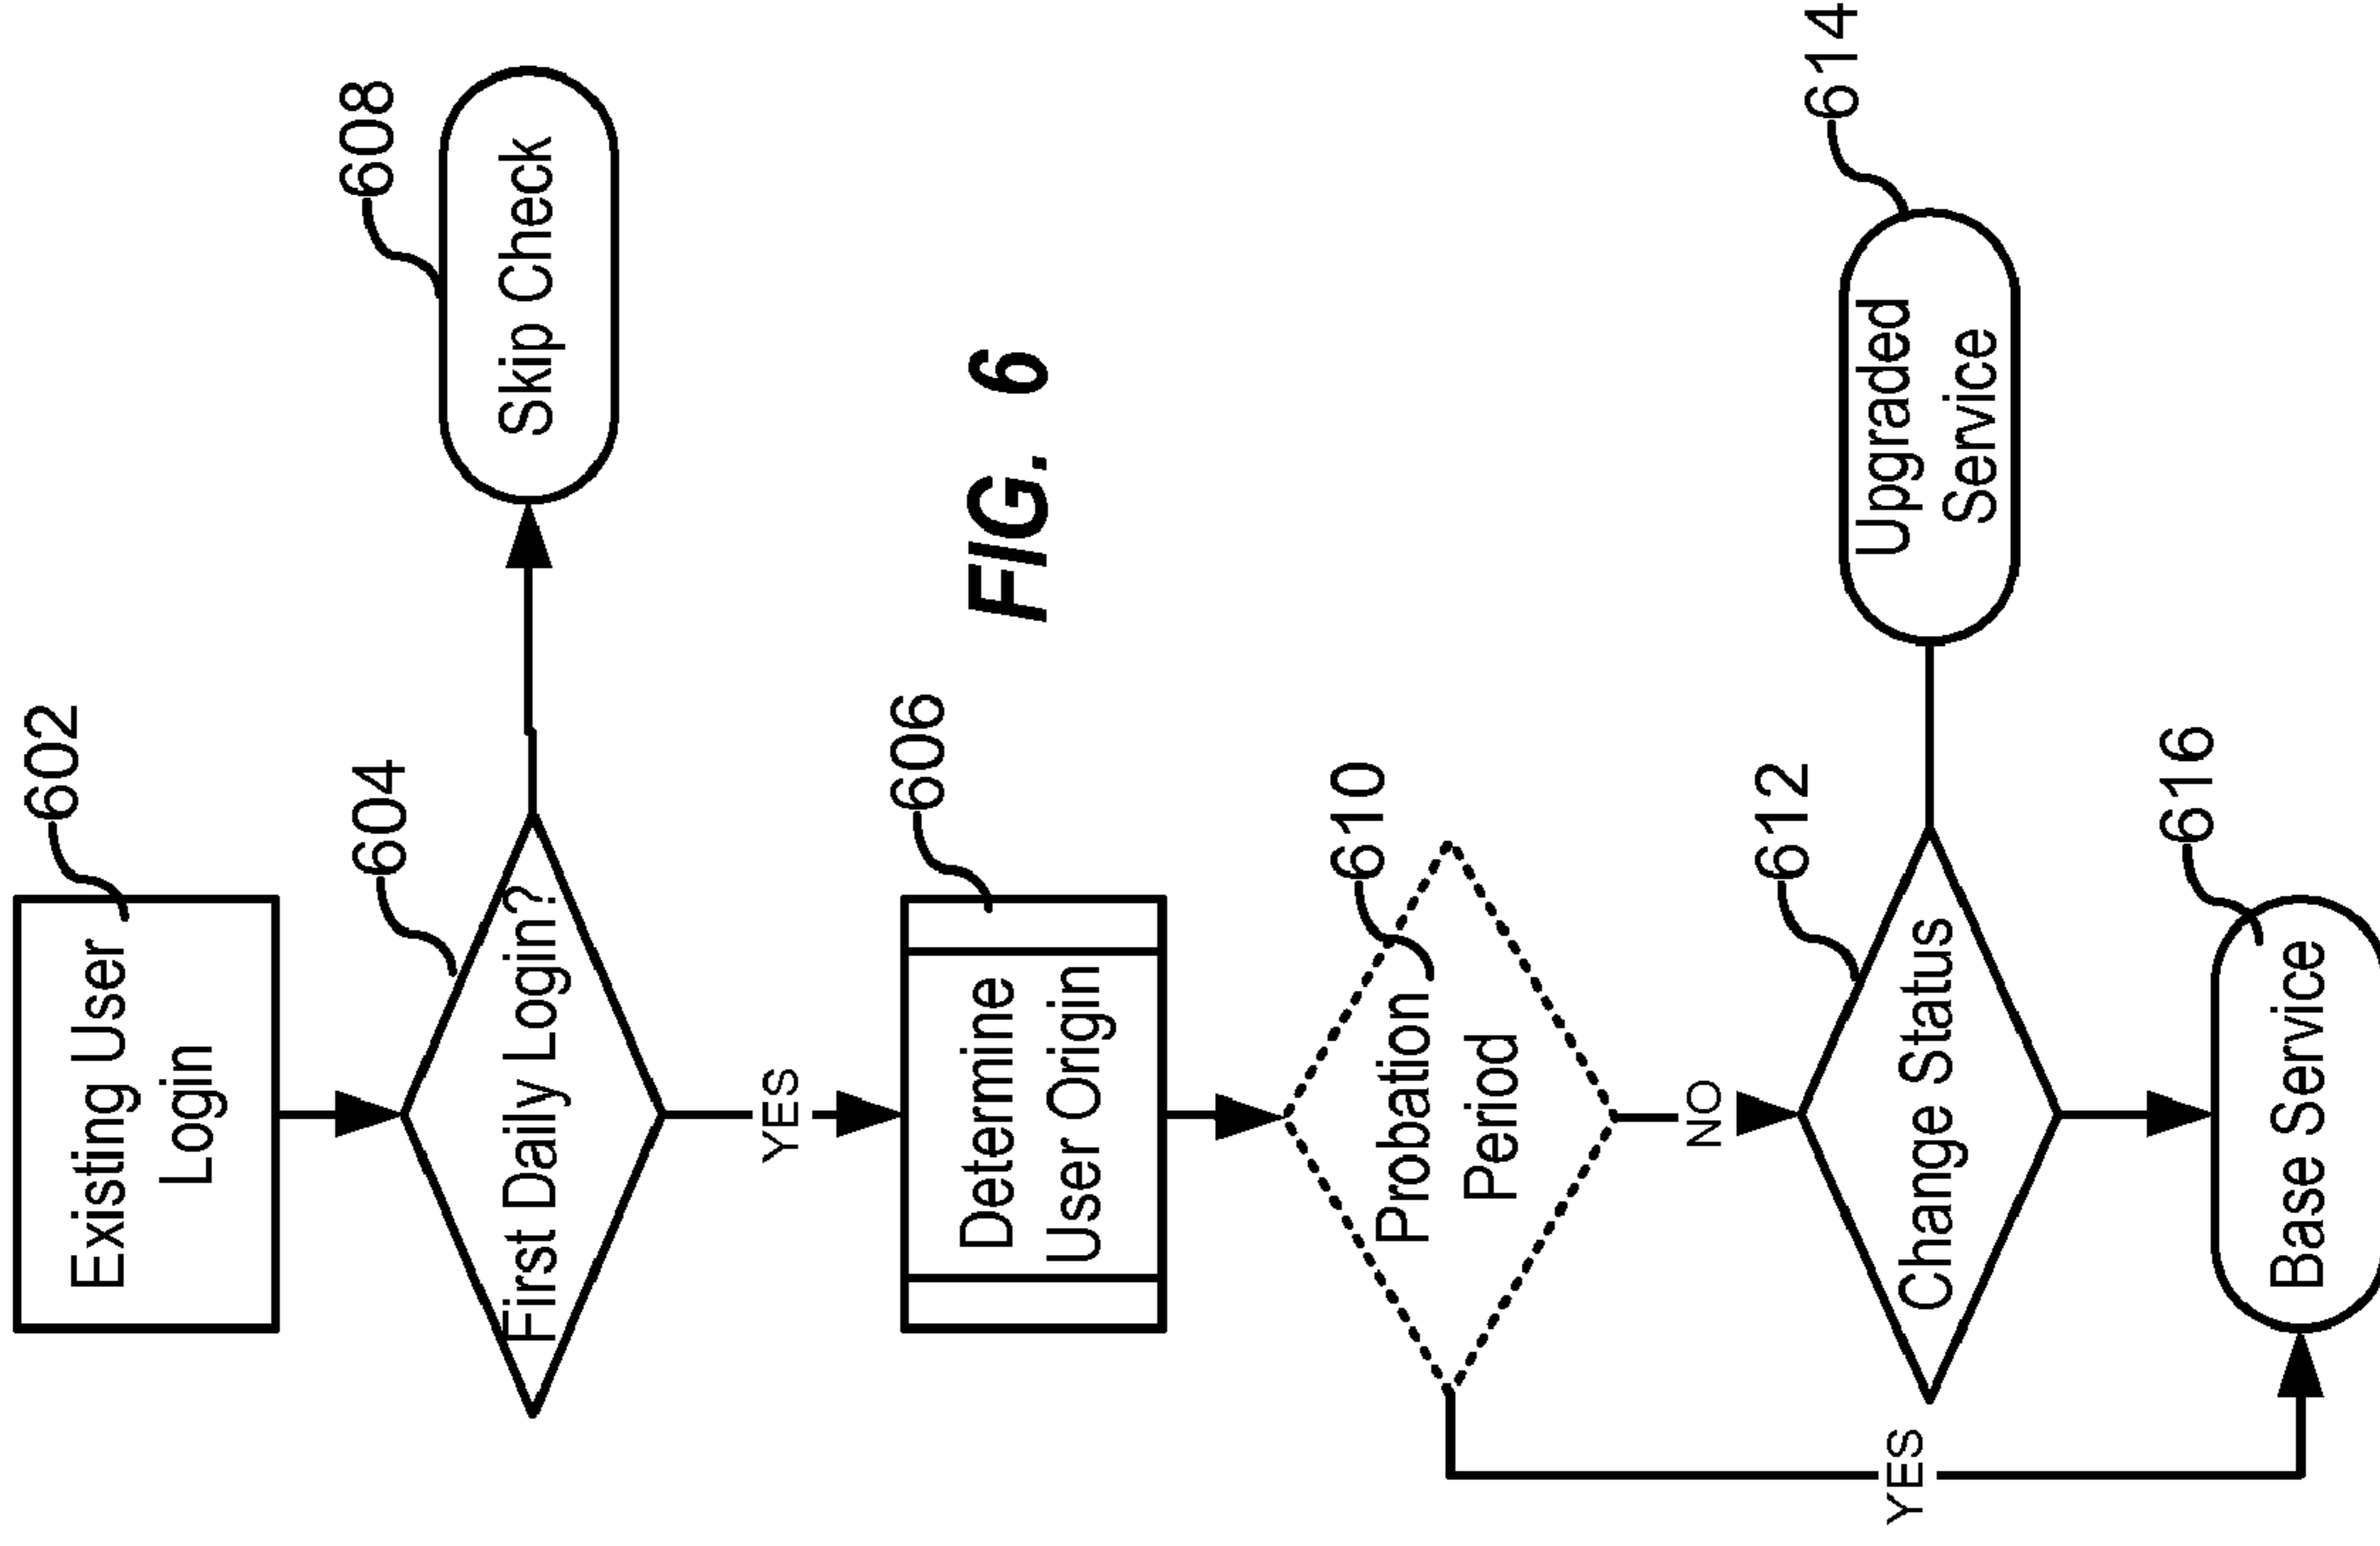 602
Existing User
Login
604
First Daily Login?
608
Skip Check
YES
606
Determine
User Origin
FIG. 6
610
Probation
Period
NO
612
Change Status
614
Upgraded
Service
YES
616
Base Service